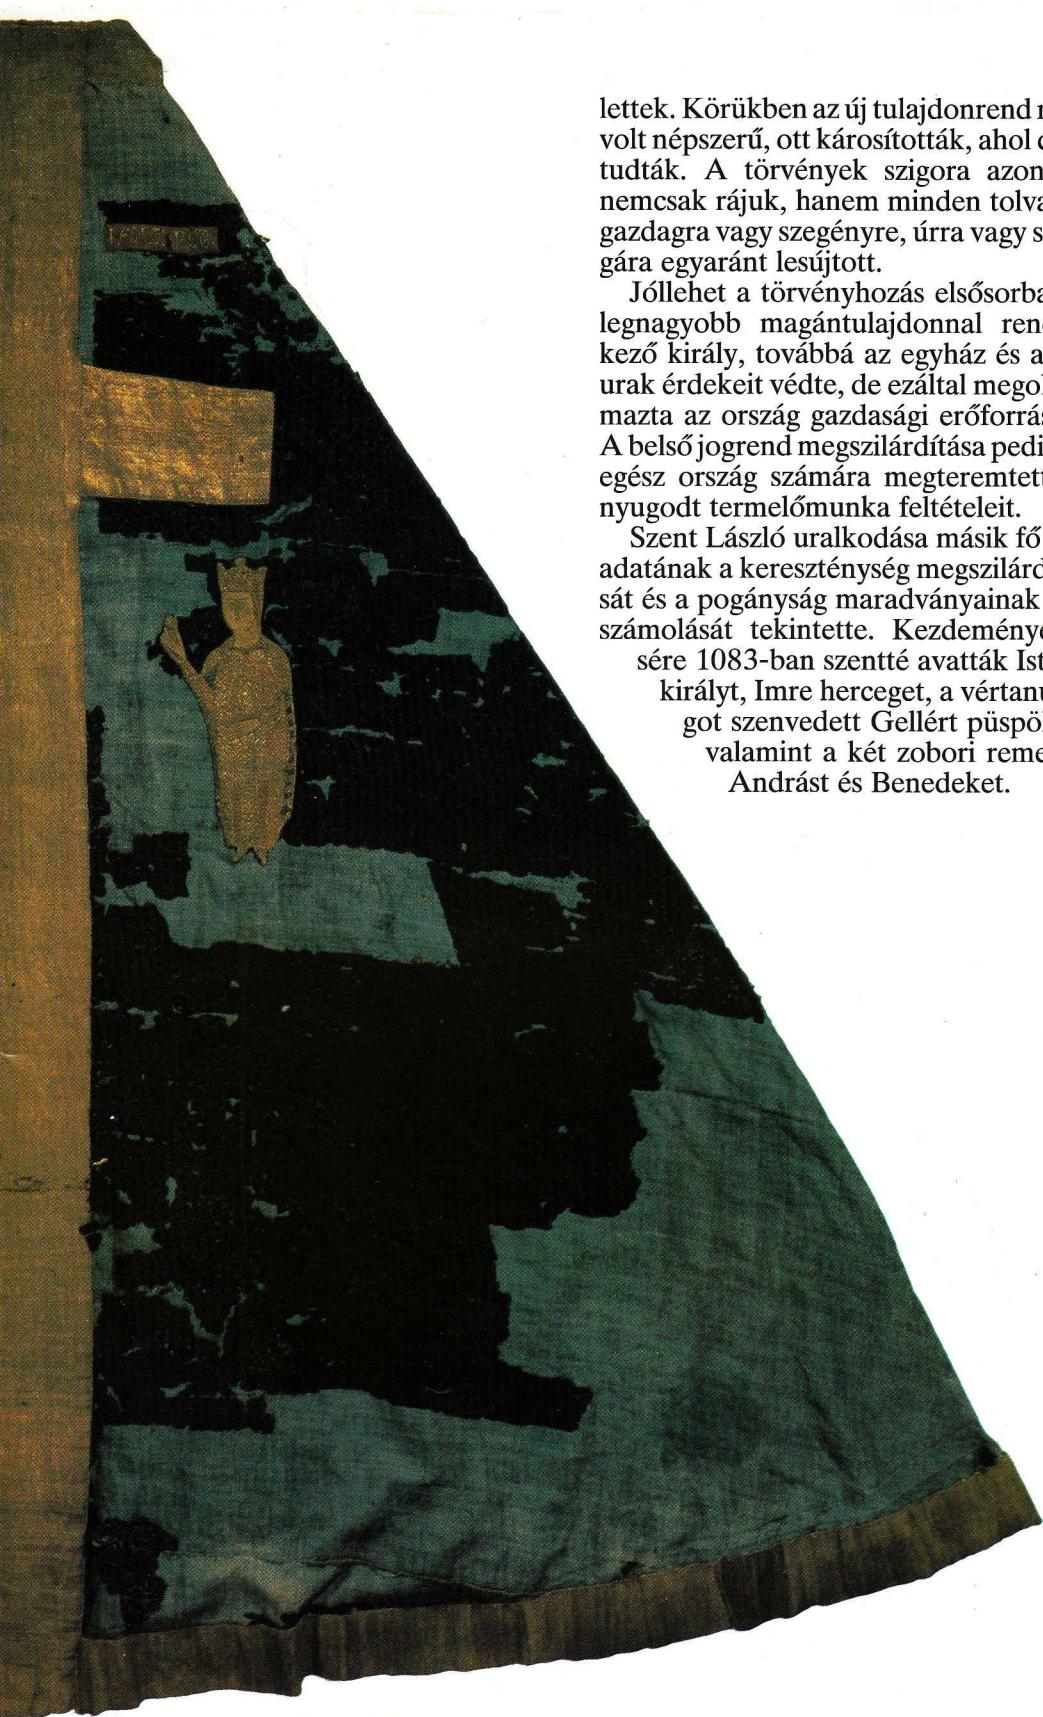 lettek. Körükben az új tulajdonrend
volt népszerű, ott károsították, ahol
tudták. A törvények szigora azon
nemcsak rájuk, hanem minden tolva
gazdagra vagy szegényre, úrra vagy s
gára egyaránt lesújtott.
Jóllehet a törvényhozás elsősorba
legnagyobb magántulajdonnal ren
kező király, továbbá az egyház és a
urak érdekeit védte, de ezáltal megol
mazta az ország gazdasági erőforrás
A belső jogrend megszilárdítása pedi
egész ország számára megteremtett
nyugodt termelőmunka feltételeit.
Szent László uralkodása másik fő
adatának a kereszténység megszilárd
sát és a pogányság maradványainak
számolását tekintette. Kezdeménye
sére 1083-ban szentté avatták Ist
királyt, Imre herceget, a vértanú
got szenvedett Gellért püspö
valamint a két zobori reme
Andrást és Benedeket.